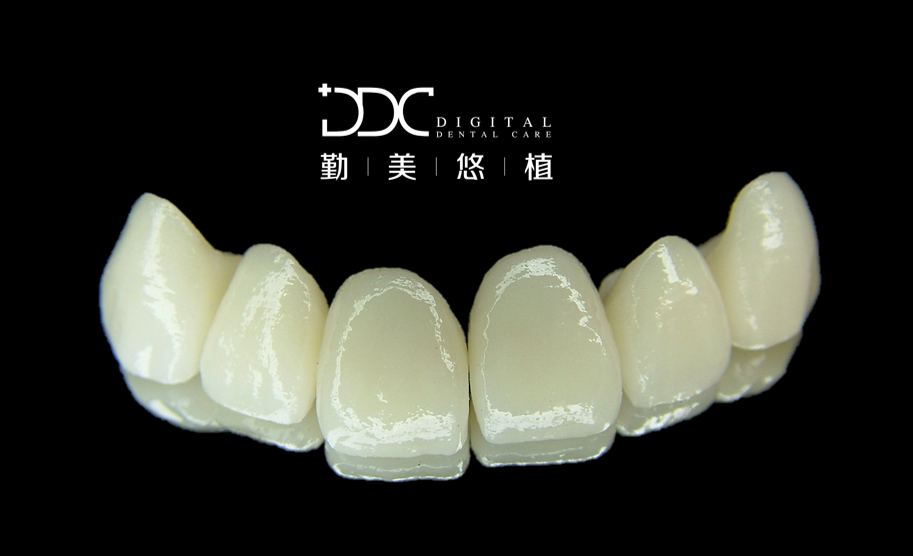 DDC DIGITAL
DENTAL CARE
勤｜美｜悠｜植